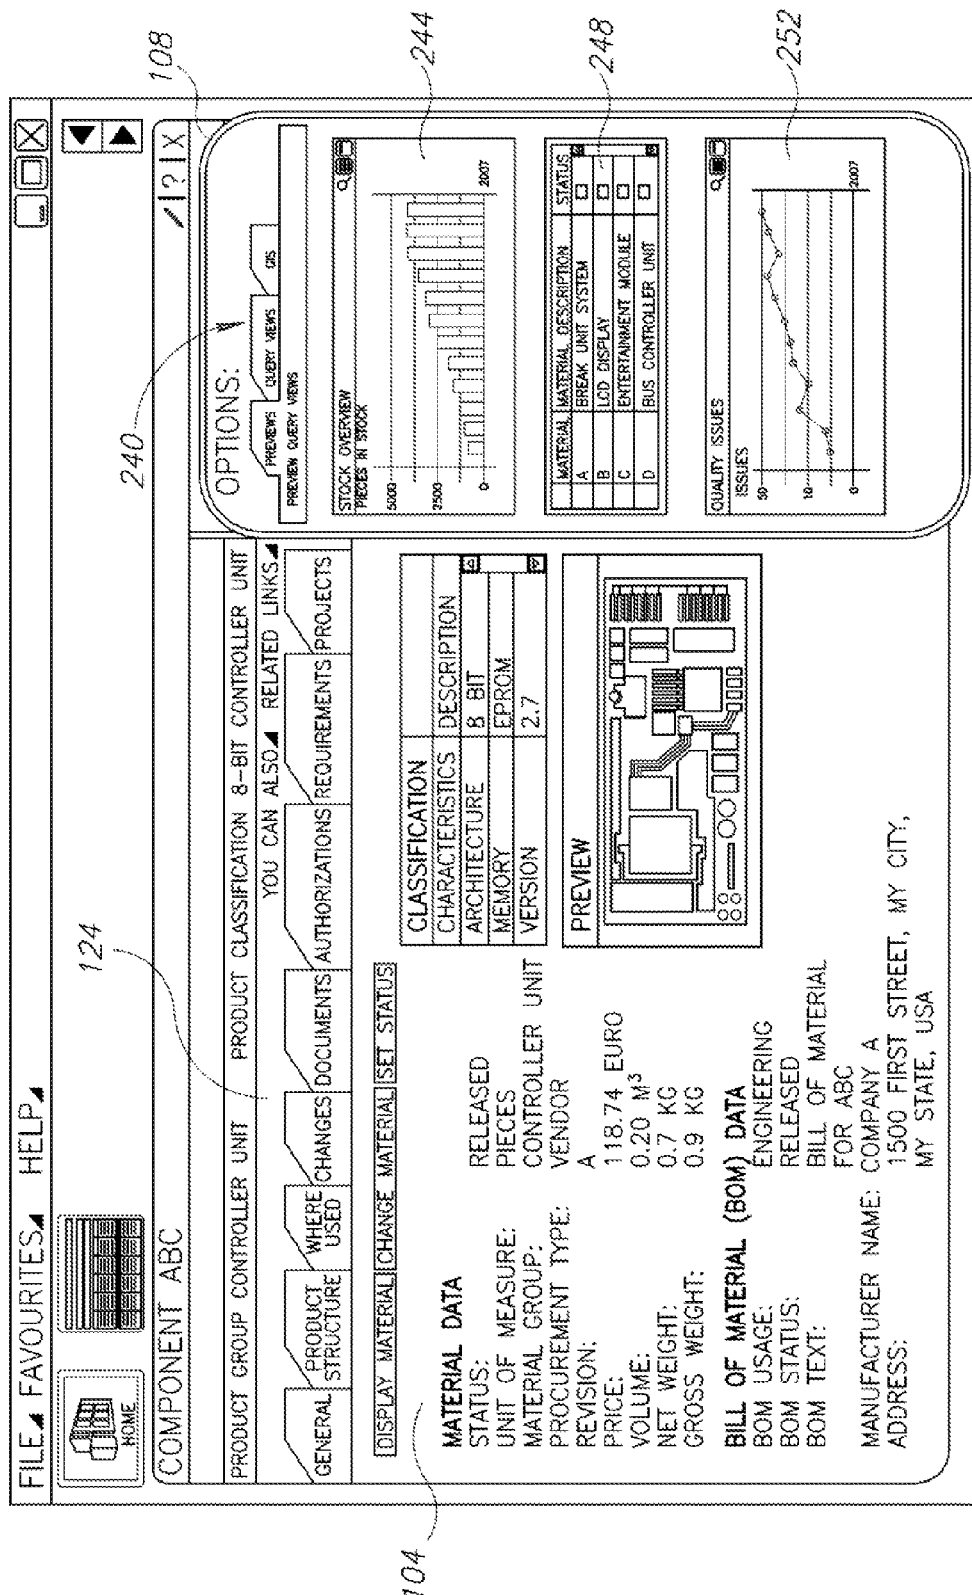 FILE FAVOURITES HELP
HOME
COMPONENT ABC
?
X
PRODUCT GROUP CONTROLLER UNIT PRODUCT CLASSIFICATION 8-BIT CONTROLLER UNIT
YOU CAN ALSO RELATED LINKS
GENERAL
PRODUCT
STRUCTURE
WHERE
USED
CHANGES
DOCUMENTS
AUTHORIZATIONS
REQUIREMENTS
PROJECTS
DISPLAY MATERIAL CHANGE MATERIAL SET STATUS
MATERIAL DATA
STATUS: RELEASED
UNIT OF MEASURE: PIECES
MATERIAL GROUP: CONTROLLER UNIT
PROCUREMENT TYPE: VENDOR
REVISION: A
PRICE: 118.74 EURO
VOLUME: 0.20 M³
NET WEIGHT: 0.7 KG
GROSS WEIGHT: 0.9 KG
BILL OF MATERIAL (BOM) DATA
BOM USAGE: ENGINEERING
BOM STATUS: RELEASED
BOM TEXT: BILL OF MATERIAL
FOR ABC
MANUFACTURER NAME: COMPANY A
ADDRESS: 1500 FIRST STREET, MY CITY,
MY STATE, USA
CLASSIFICATION
CHARACTERISTICS DESCRIPTION
ARCHITECTURE 8 BIT
MEMORY EPROM
VERSION 2.7
PREVIEW
OPTIONS:
PREVIEWS QUERY VIEWS GIS
PREVIEW QUERY VIEWS
STOCK OVERVIEW
PIECES IN STOCK
5000
2500
0
2007
MATERIAL MATERIAL DESCRIPTION STATUS
A BREAK UNIT SYSTEM
B LCD DISPLAY
C ENTERTAINMENT MODULE
D BUS CONTROLLER UNIT
QUALITY ISSUES
ISSUES
50
10
0
2007
104
124
240
108
244
248
252